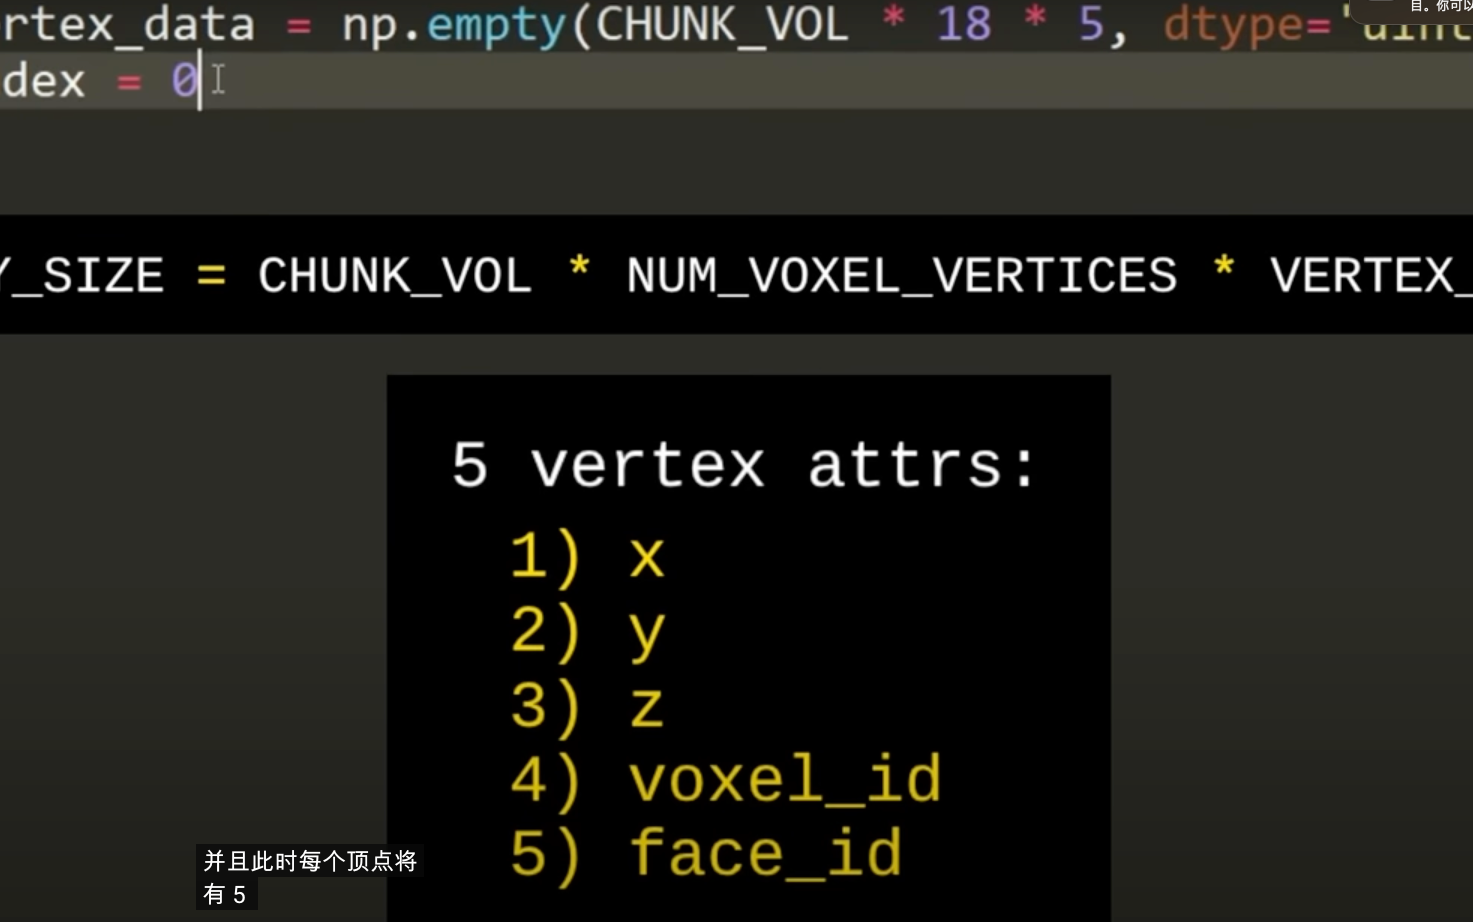 rtex_data = np.empty(CHUNK_VOL * 18 * 5, dtype='uint
dex = 0
Y_SIZE = CHUNK_VOL * NUM_VOXEL_VERTICES * VERTEX_
5 vertex attrs:
1) x
2) y
3) z
4) voxel_id
5) face_id
并且此时每个顶点将
有 5
目。你可以